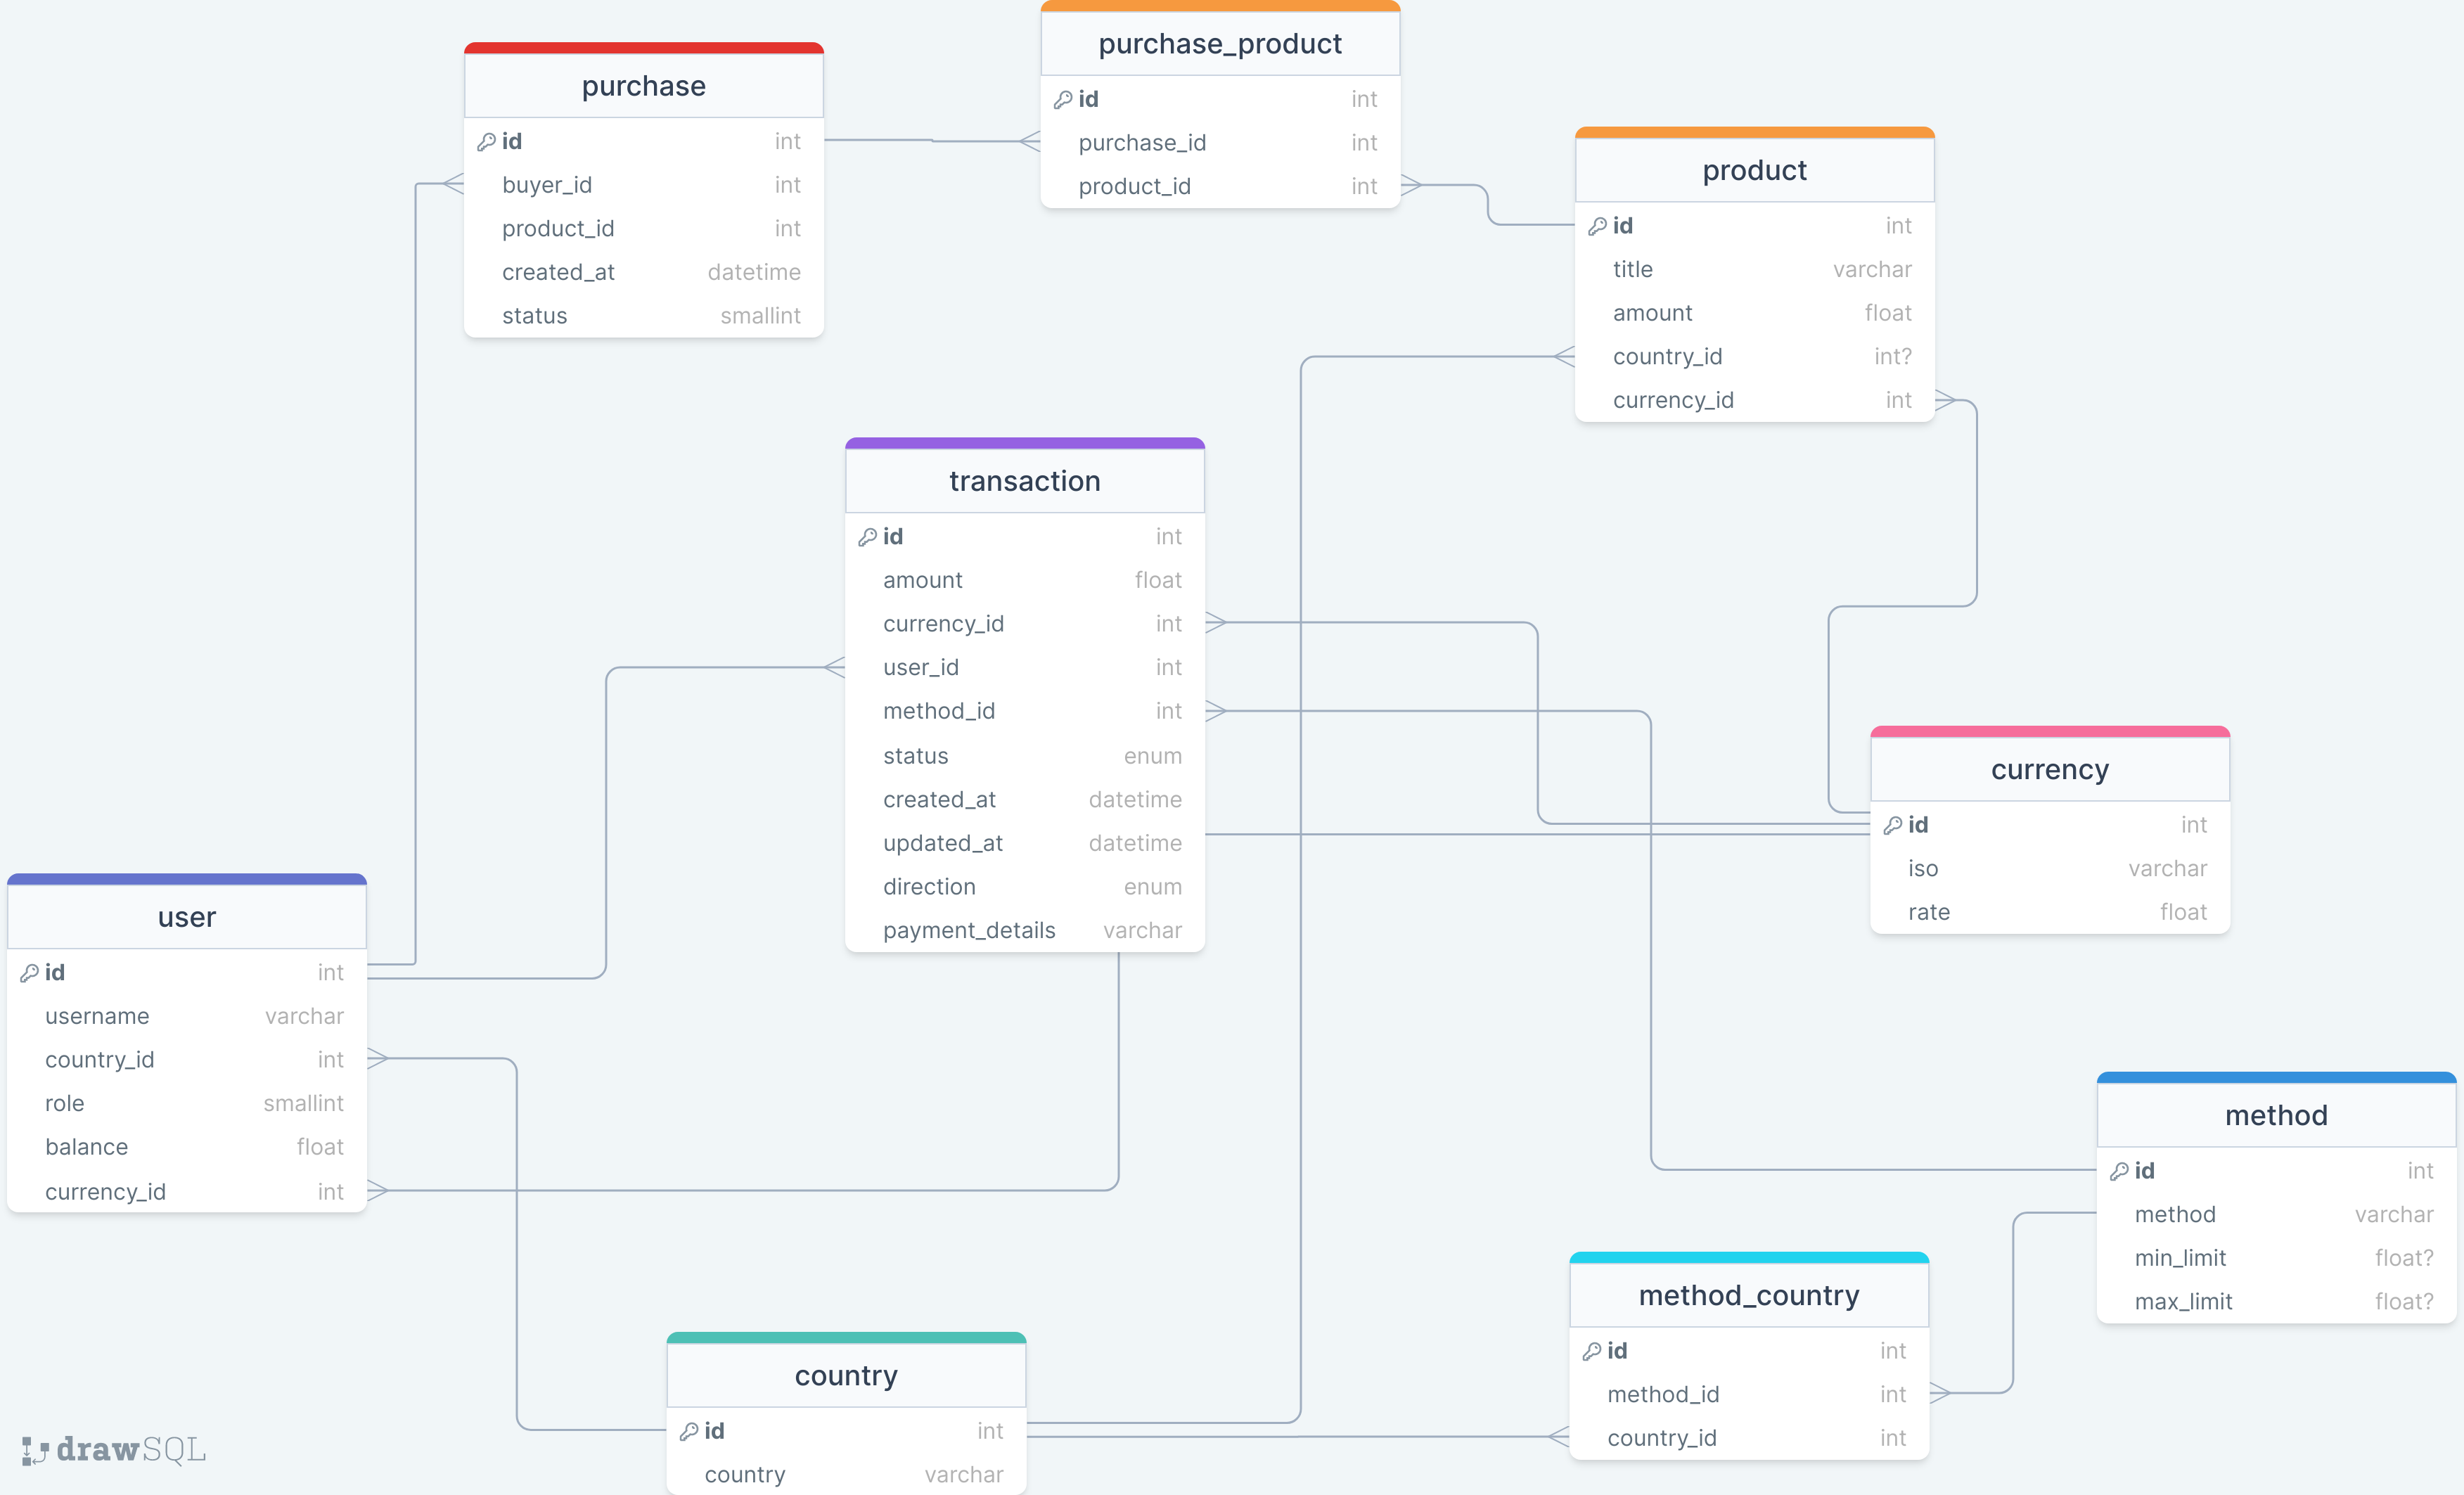 purchase_product
id int
purchase_id int
product_id int
purchase
id int
buyer_id int
product_id int
created_at datetime
status smallint
product
id int
title varchar
amount float
country_id int?
currency_id int
transaction
id int
amount float
currency_id int
user_id int
method_id int
status enum
created_at datetime
updated_at datetime
direction enum
payment_details varchar
currency
id int
iso varchar
rate float
user
id int
username varchar
country_id int
role smallint
balance float
currency_id int
method
id int
method varchar
min_limit float?
max_limit float?
method_country
id int
method_id int
country_id int
country
id int
country varchar
drawSQL